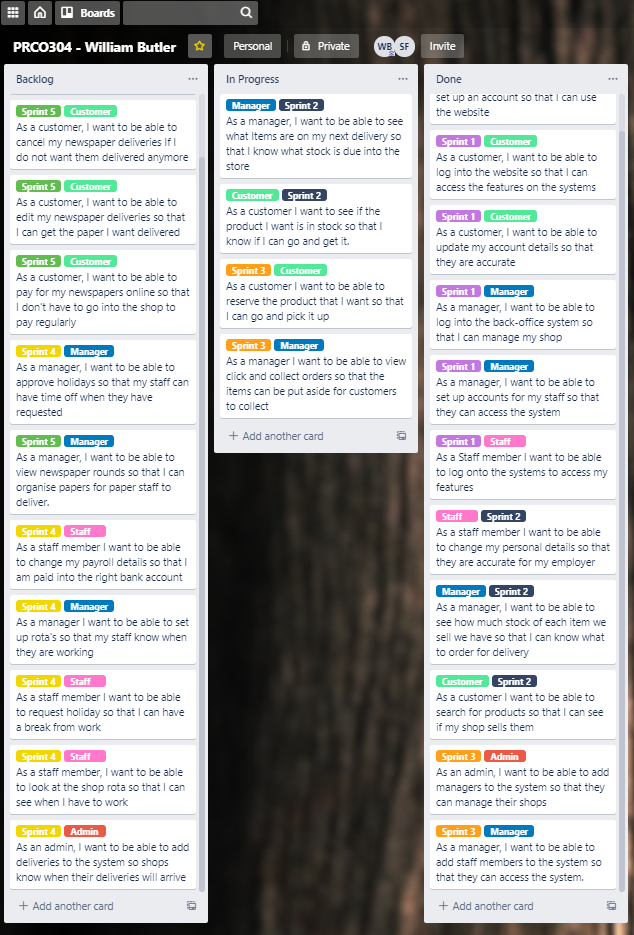 Boards
PRCO304 - William Butler
Personal
Private
WB
SF
Invite
Backlog
Sprint 5 Customer
As a customer, I want to be able to
cancel my newspaper deliveries If I
do not want them delivered anymore
Sprint 5 Customer
As a customer, I want to be able to
edit my newspaper deliveries so that
I can get the paper I want delivered
Sprint 5 Customer
As a customer, I want to be able to
pay for my newspapers online so that
I don't have to go into the shop to
pay regularly
Sprint 4 Manager
As a manager, I want to be able to
approve holidays so that my staff can
have time off when they have
requested
Sprint 5 Manager
As a manager, I want to be able to
view newspaper rounds so that I can
organise papers for paper staff to
deliver.
Sprint 4 Staff
As a staff member I want to be able
to change my payroll details so that I
am paid into the right bank account
Sprint 4 Manager
As a manager I want to be able to set
up rota's so that my staff know when
they are working
Sprint 4 Staff
As a staff member I want to be able
to request holiday so that I can have
a break from work
Sprint 4 Staff
As a staff member, I want to be able
to look at the shop rota so that I can
see when I have to work
Sprint 4 Admin
As an admin, I want to be able to add
deliveries to the system so shops
know when their deliveries will arrive
+ Add another card
In Progress
Manager Sprint 2
As a manager, I want to be able to see
what Items are on my next delivery so
that I know what stock is due into the
store
Customer Sprint 2
As a customer I want to see if the
product I want is in stock so that I
know if I can go and get it.
Sprint 3 Customer
As a customer I want to be able to
reserve the product that I want so that
I can go and pick it up
Sprint 3 Manager
As a manager I want to be able to view
click and collect orders so that the
items can be put aside for customers
to collect
+ Add another card
Done
set up an account so that I can use
the website
Sprint 1 Customer
As a customer, I want to be able to
log into the website so that I can
access the features on the systems
Sprint 1 Customer
As a customer, I want to be able to
update my account details so that
they are accurate
Sprint 1 Manager
As a manager, I want to be able to
log into the back-office system so
that I can manage my shop
Sprint 1 Manager
As a manager, I want to be able to
set up accounts for my staff so that
they can access the system
Sprint 1 Staff
As a Staff member I want to be able
to log onto the systems to access my
features
Staff Sprint 2
As a staff member I want to be able
to change my personal details so that
they are accurate for my employer
Manager Sprint 2
As a manager, I want to be able to
see how much stock of each item we
sell we have so that I can know what
to order for delivery
Customer Sprint 2
As a customer I want to be able to
search for products so that I can see
if my shop sells them
Sprint 3 Admin
As an admin, I want to be able to add
managers to the system so that they
can manage their shops
Sprint 3 Manager
As a manager, I want to be able to
add staff members to the system so
that they can access the system.
+ Add another card